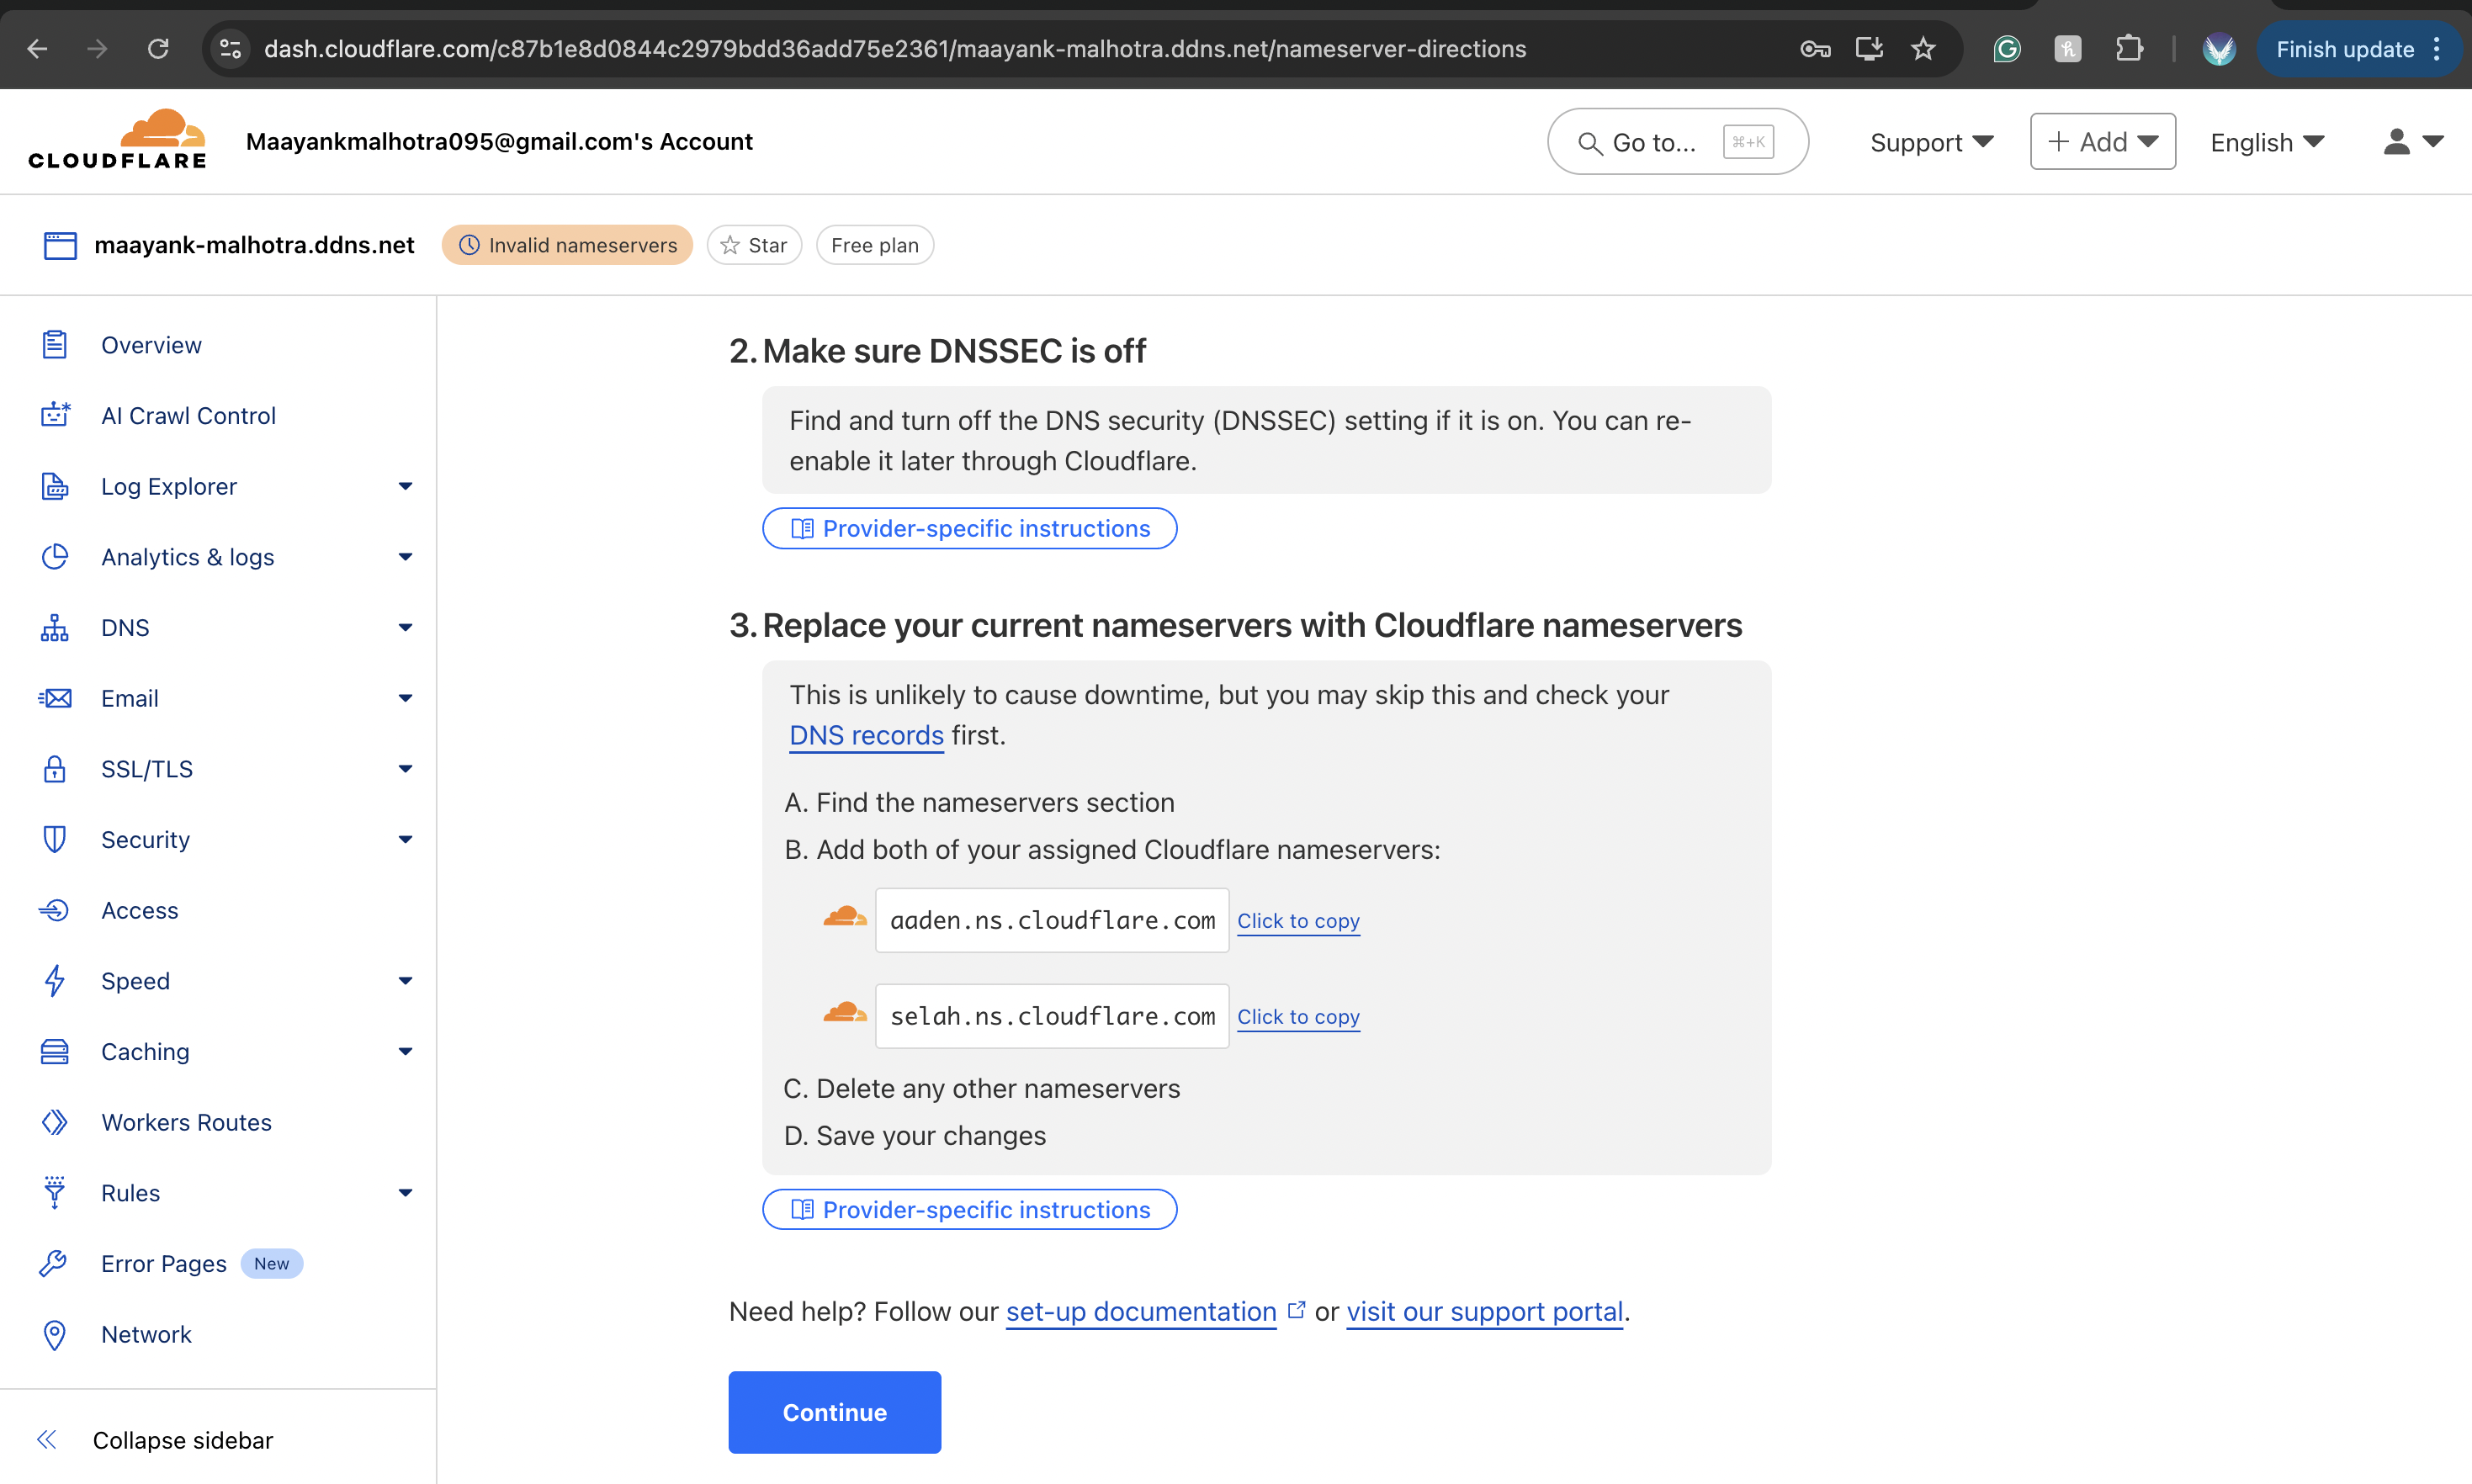 dash.cloudflare.com/c87b1e8d0844c2979bdd36add75e2361/maayank-malhotra.ddns.net/nameserver-directions
Finish update
CLOUDFLARE
Maayankmalhotra095@gmail.com's Account
Go to...
⌘+K
Support
+ Add
English
maayank-malhotra.ddns.net
Invalid nameservers
Star
Free plan
Overview
AI Crawl Control
Log Explorer
Analytics & logs
DNS
Email
SSL/TLS
Security
Access
Speed
Caching
Workers Routes
Rules
Error Pages New
Network
Collapse sidebar
2. Make sure DNSSEC is off
Find and turn off the DNS security (DNSSEC) setting if it is on. You can re-
enable it later through Cloudflare.
Provider-specific instructions
3. Replace your current nameservers with Cloudflare nameservers
This is unlikely to cause downtime, but you may skip this and check your
DNS records first.
A. Find the nameservers section
B. Add both of your assigned Cloudflare nameservers:
aaden.ns.cloudflare.com Click to copy
selah.ns.cloudflare.com Click to copy
C. Delete any other nameservers
D. Save your changes
Provider-specific instructions
Need help? Follow our set-up documentation or visit our support portal.
Continue